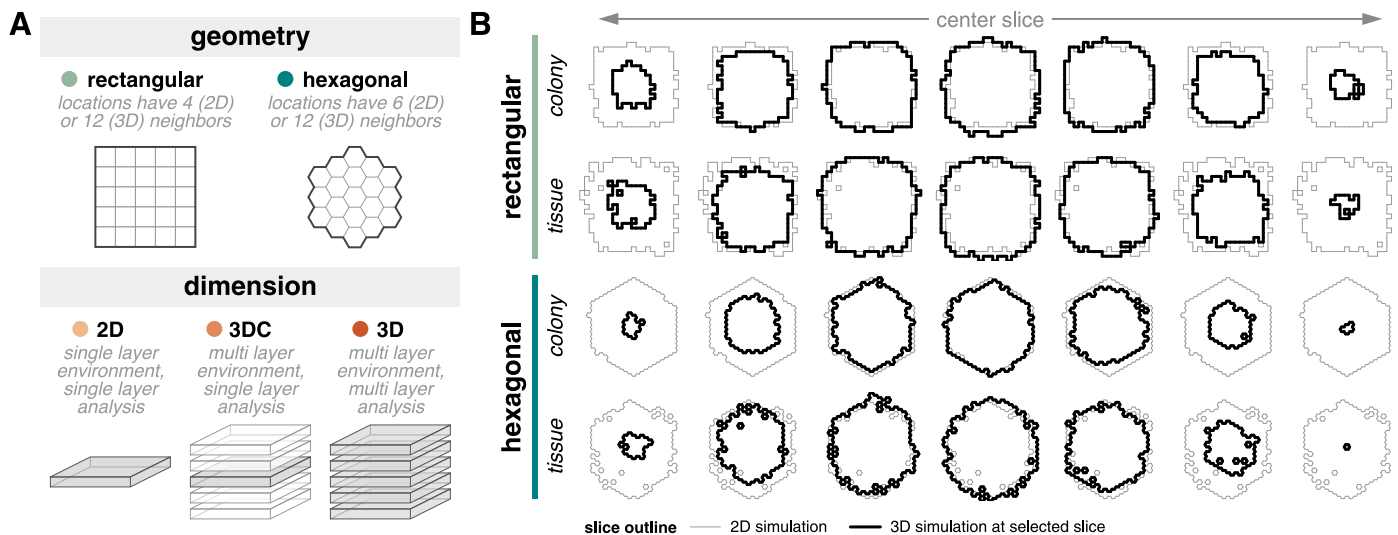 A
geometry
rectangular
locations have 4 (2D)
or 12 (3D) neighbors
hexagonal
locations have 6 (2D)
or 12 (3D) neighbors
dimension
2D
single layer
environment,
single layer
analysis
3DC
multi layer
environment,
single layer
analysis
3D
multi layer
environment,
multi layer
analysis
B
center slice
rectangular
colony
tissue
hexagonal
colony
tissue
slice outline
2D simulation
3D simulation at selected slice